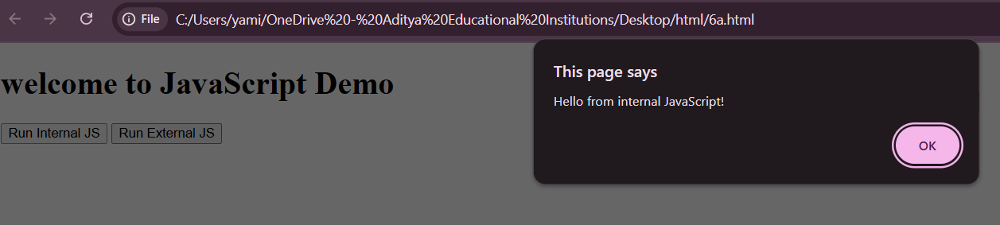 File C:/Users/yami/OneDrive%20-%20Aditya%20Educational%20Institutions/Desktop/html/6a.html
This page says
Hello from internal JavaScript!
OK
welcome to JavaScript Demo
Run Internal JS Run External JS